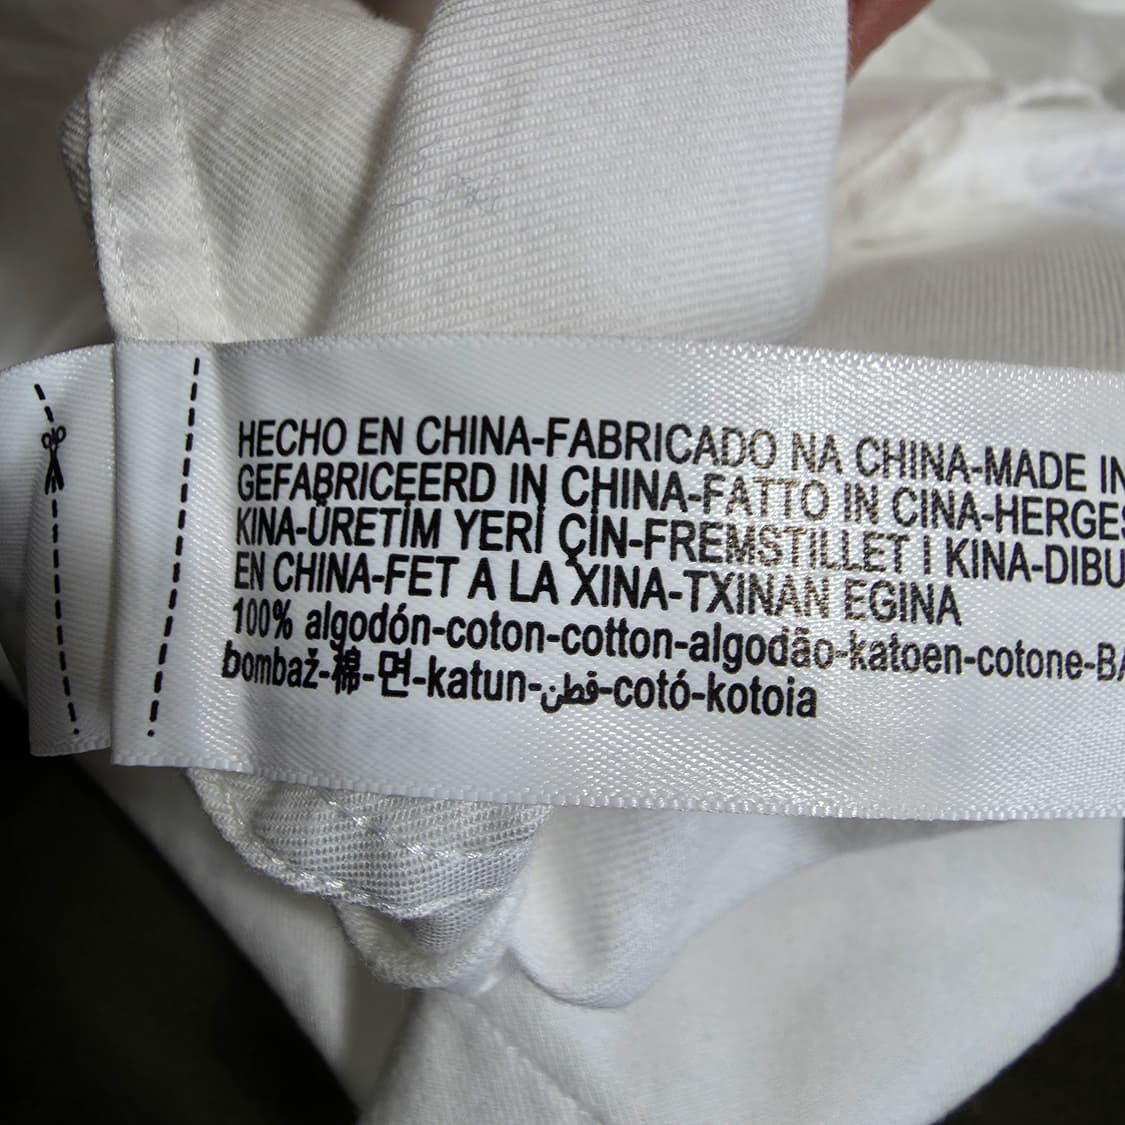 HECHO EN CHINA-FABRICADO NA CHINA-MADE IN
GEFABRICEERD IN CHINA-FATTO IN CINA-HERGES
KINA-ÜRETİM YERİ ÇİN-FREMSTILLET I KINA-DIBU
EN CHINA-FET A LA XINA-TXINAN EGINA
100% algodón-coton-cotton-algodão-katoen-cotone-BA
bombaž-棉-면-katun-قطن-cotó-kotoia